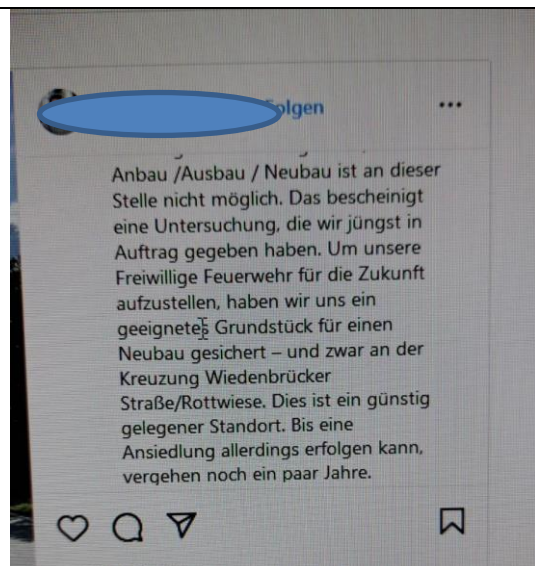 Folgen
Anbau /Ausbau / Neubau ist an dieser
Stelle nicht möglich. Das bescheinigt
eine Untersuchung, die wir jüngst in
Auftrag gegeben haben. Um unsere
Freiwillige Feuerwehr für die Zukunft
aufzustellen, haben wir uns ein
geeignetes Grundstück für einen
Neubau gesichert – und zwar an der
Kreuzung Wiedenbrücker
Straße/Rottwiese. Dies ist ein günstig
gelegener Standort. Bis eine
Ansiedlung allerdings erfolgen kann,
vergehen noch ein paar Jahre.